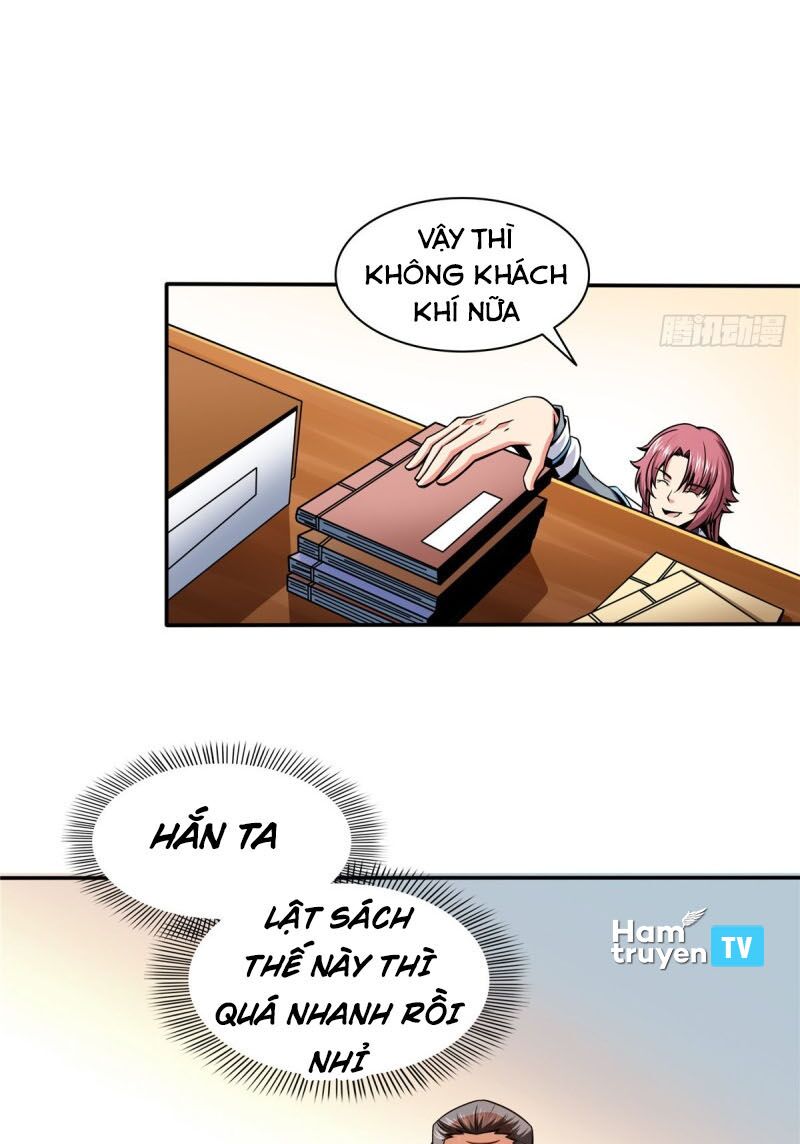 VẬY THÌ
KHÔNG KHÁCH
KHÍ NỮA
腾讯动漫
HẮN TA
LẬT SÁCH
THẾ NÀY THÌ
QUÁ NHANH RỒI
NHỈ
Ham
truyen TV